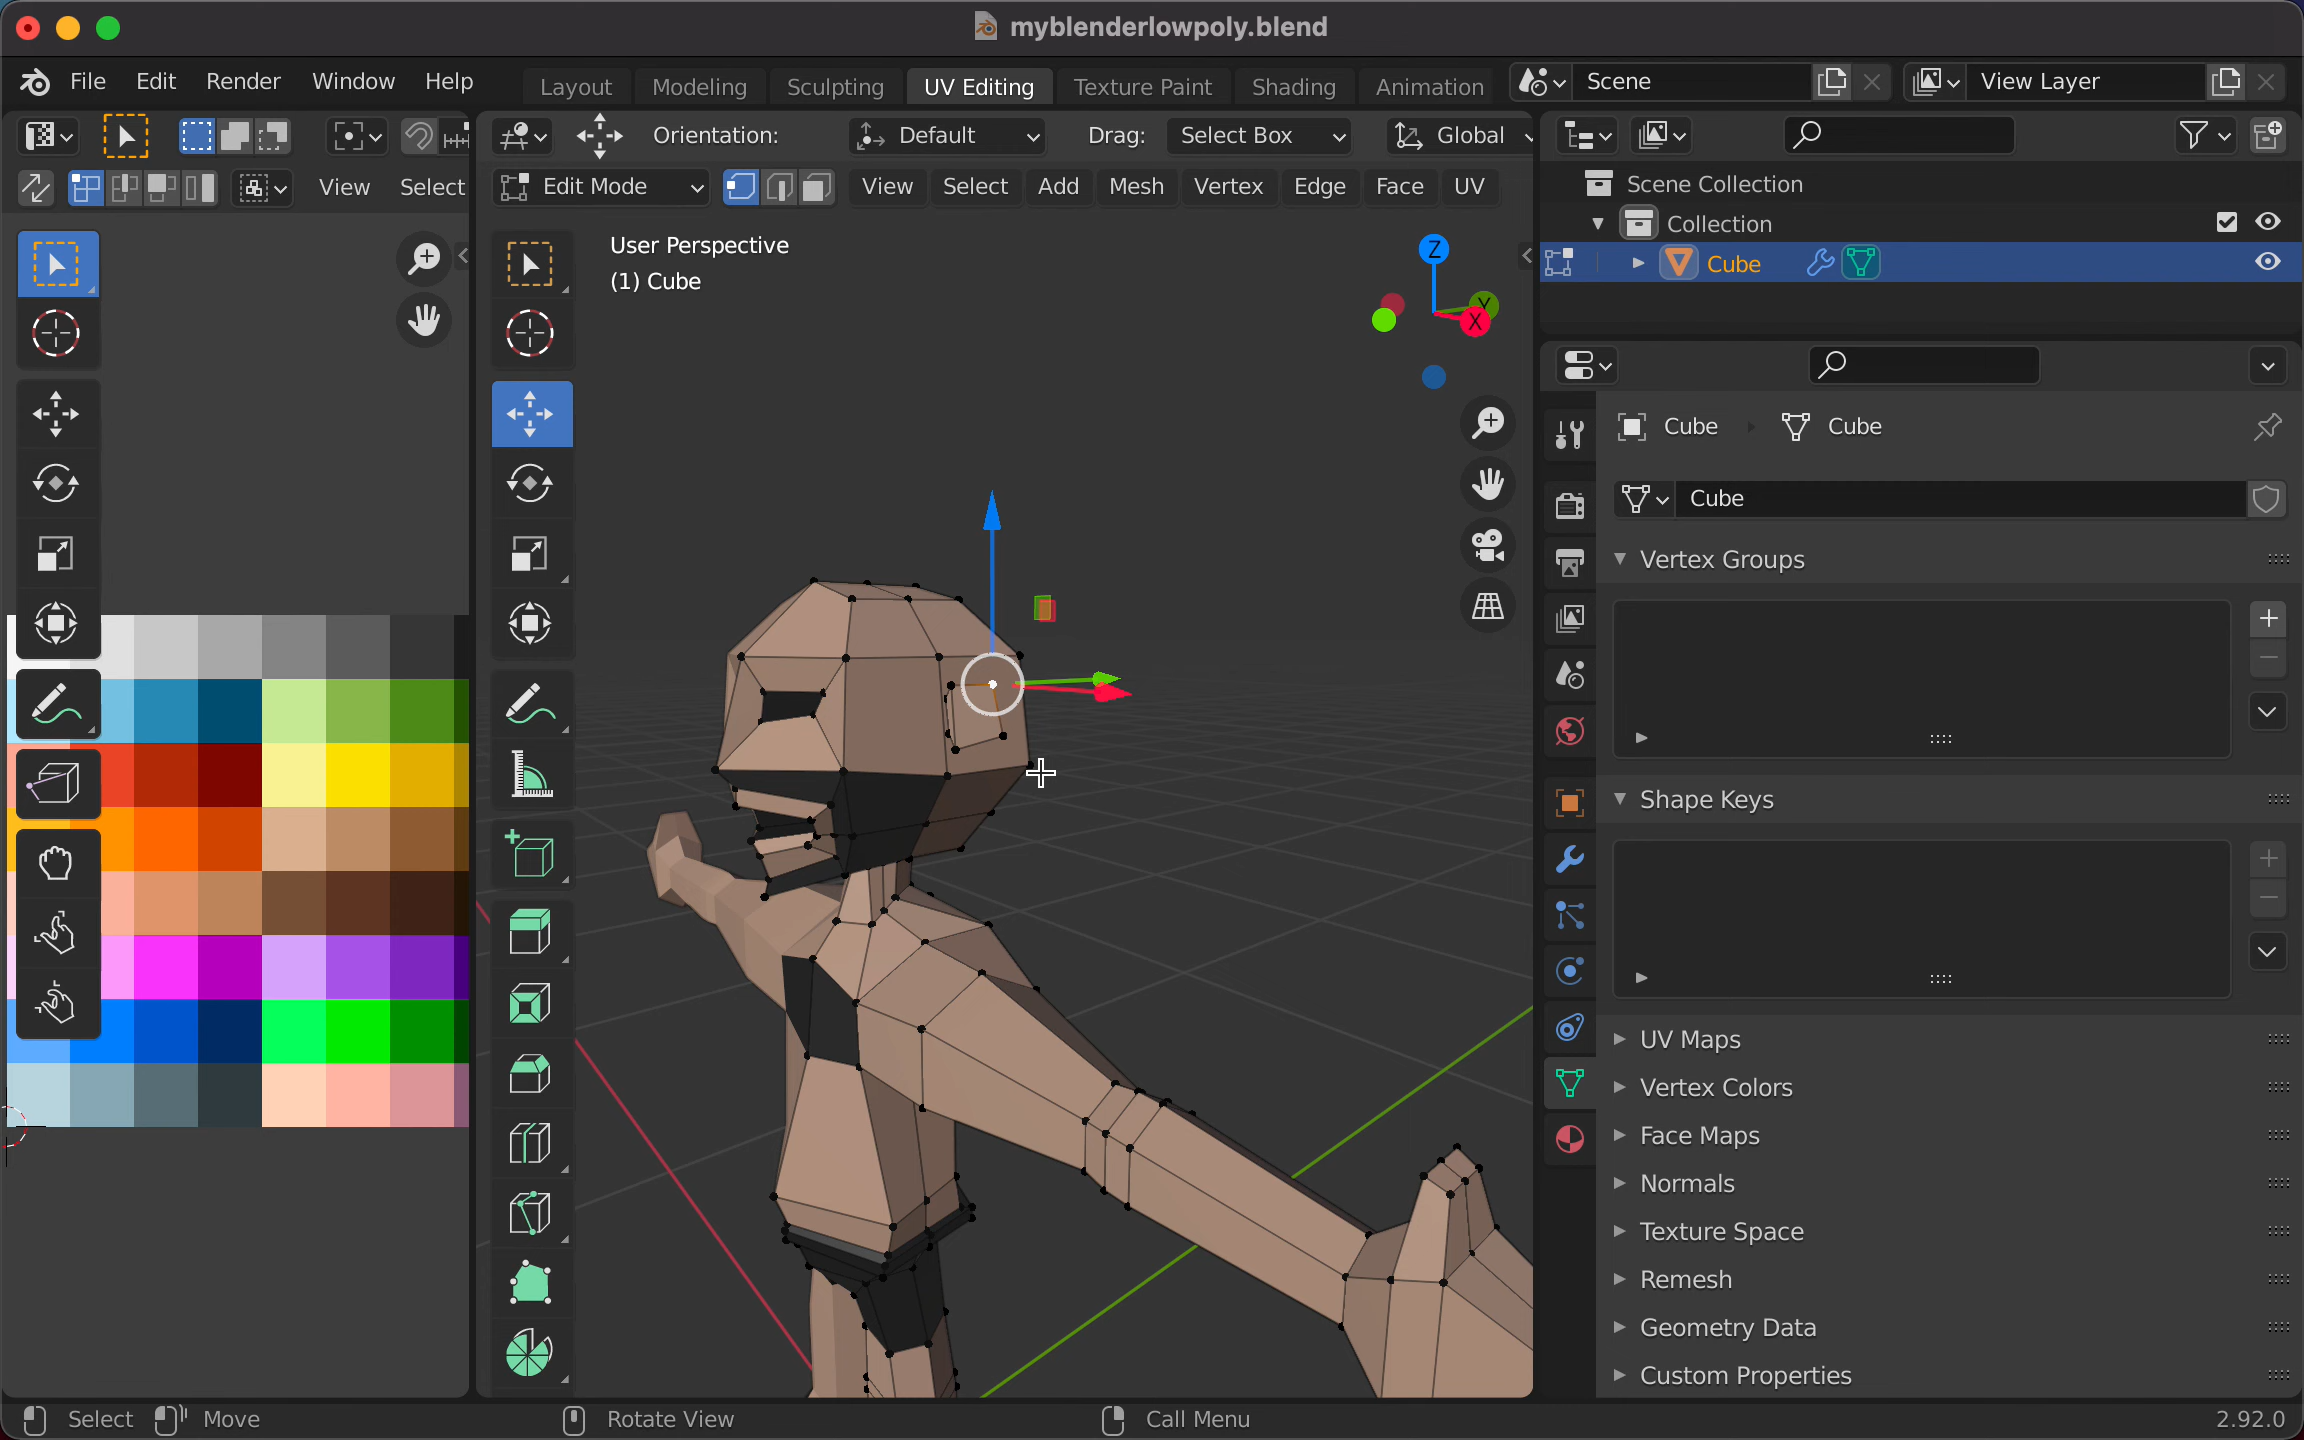 myblenderlowpoly.blend
File Edit Render Window Help Layout Modeling Sculpting UV Editing Texture Paint Shading Animation Scene View Layer
Orientation: Default Drag: Select Box Global
View Select Edit Mode View Select Add Mesh Vertex Edge Face UV
User Perspective
(1) Cube
Z
Y
X
Scene Collection
Collection
Cube
Cube Cube
Cube
Vertex Groups
Shape Keys
UV Maps
Vertex Colors
Face Maps
Normals
Texture Space
Remesh
Geometry Data
Custom Properties
Select Move Rotate View Call Menu 2.92.0